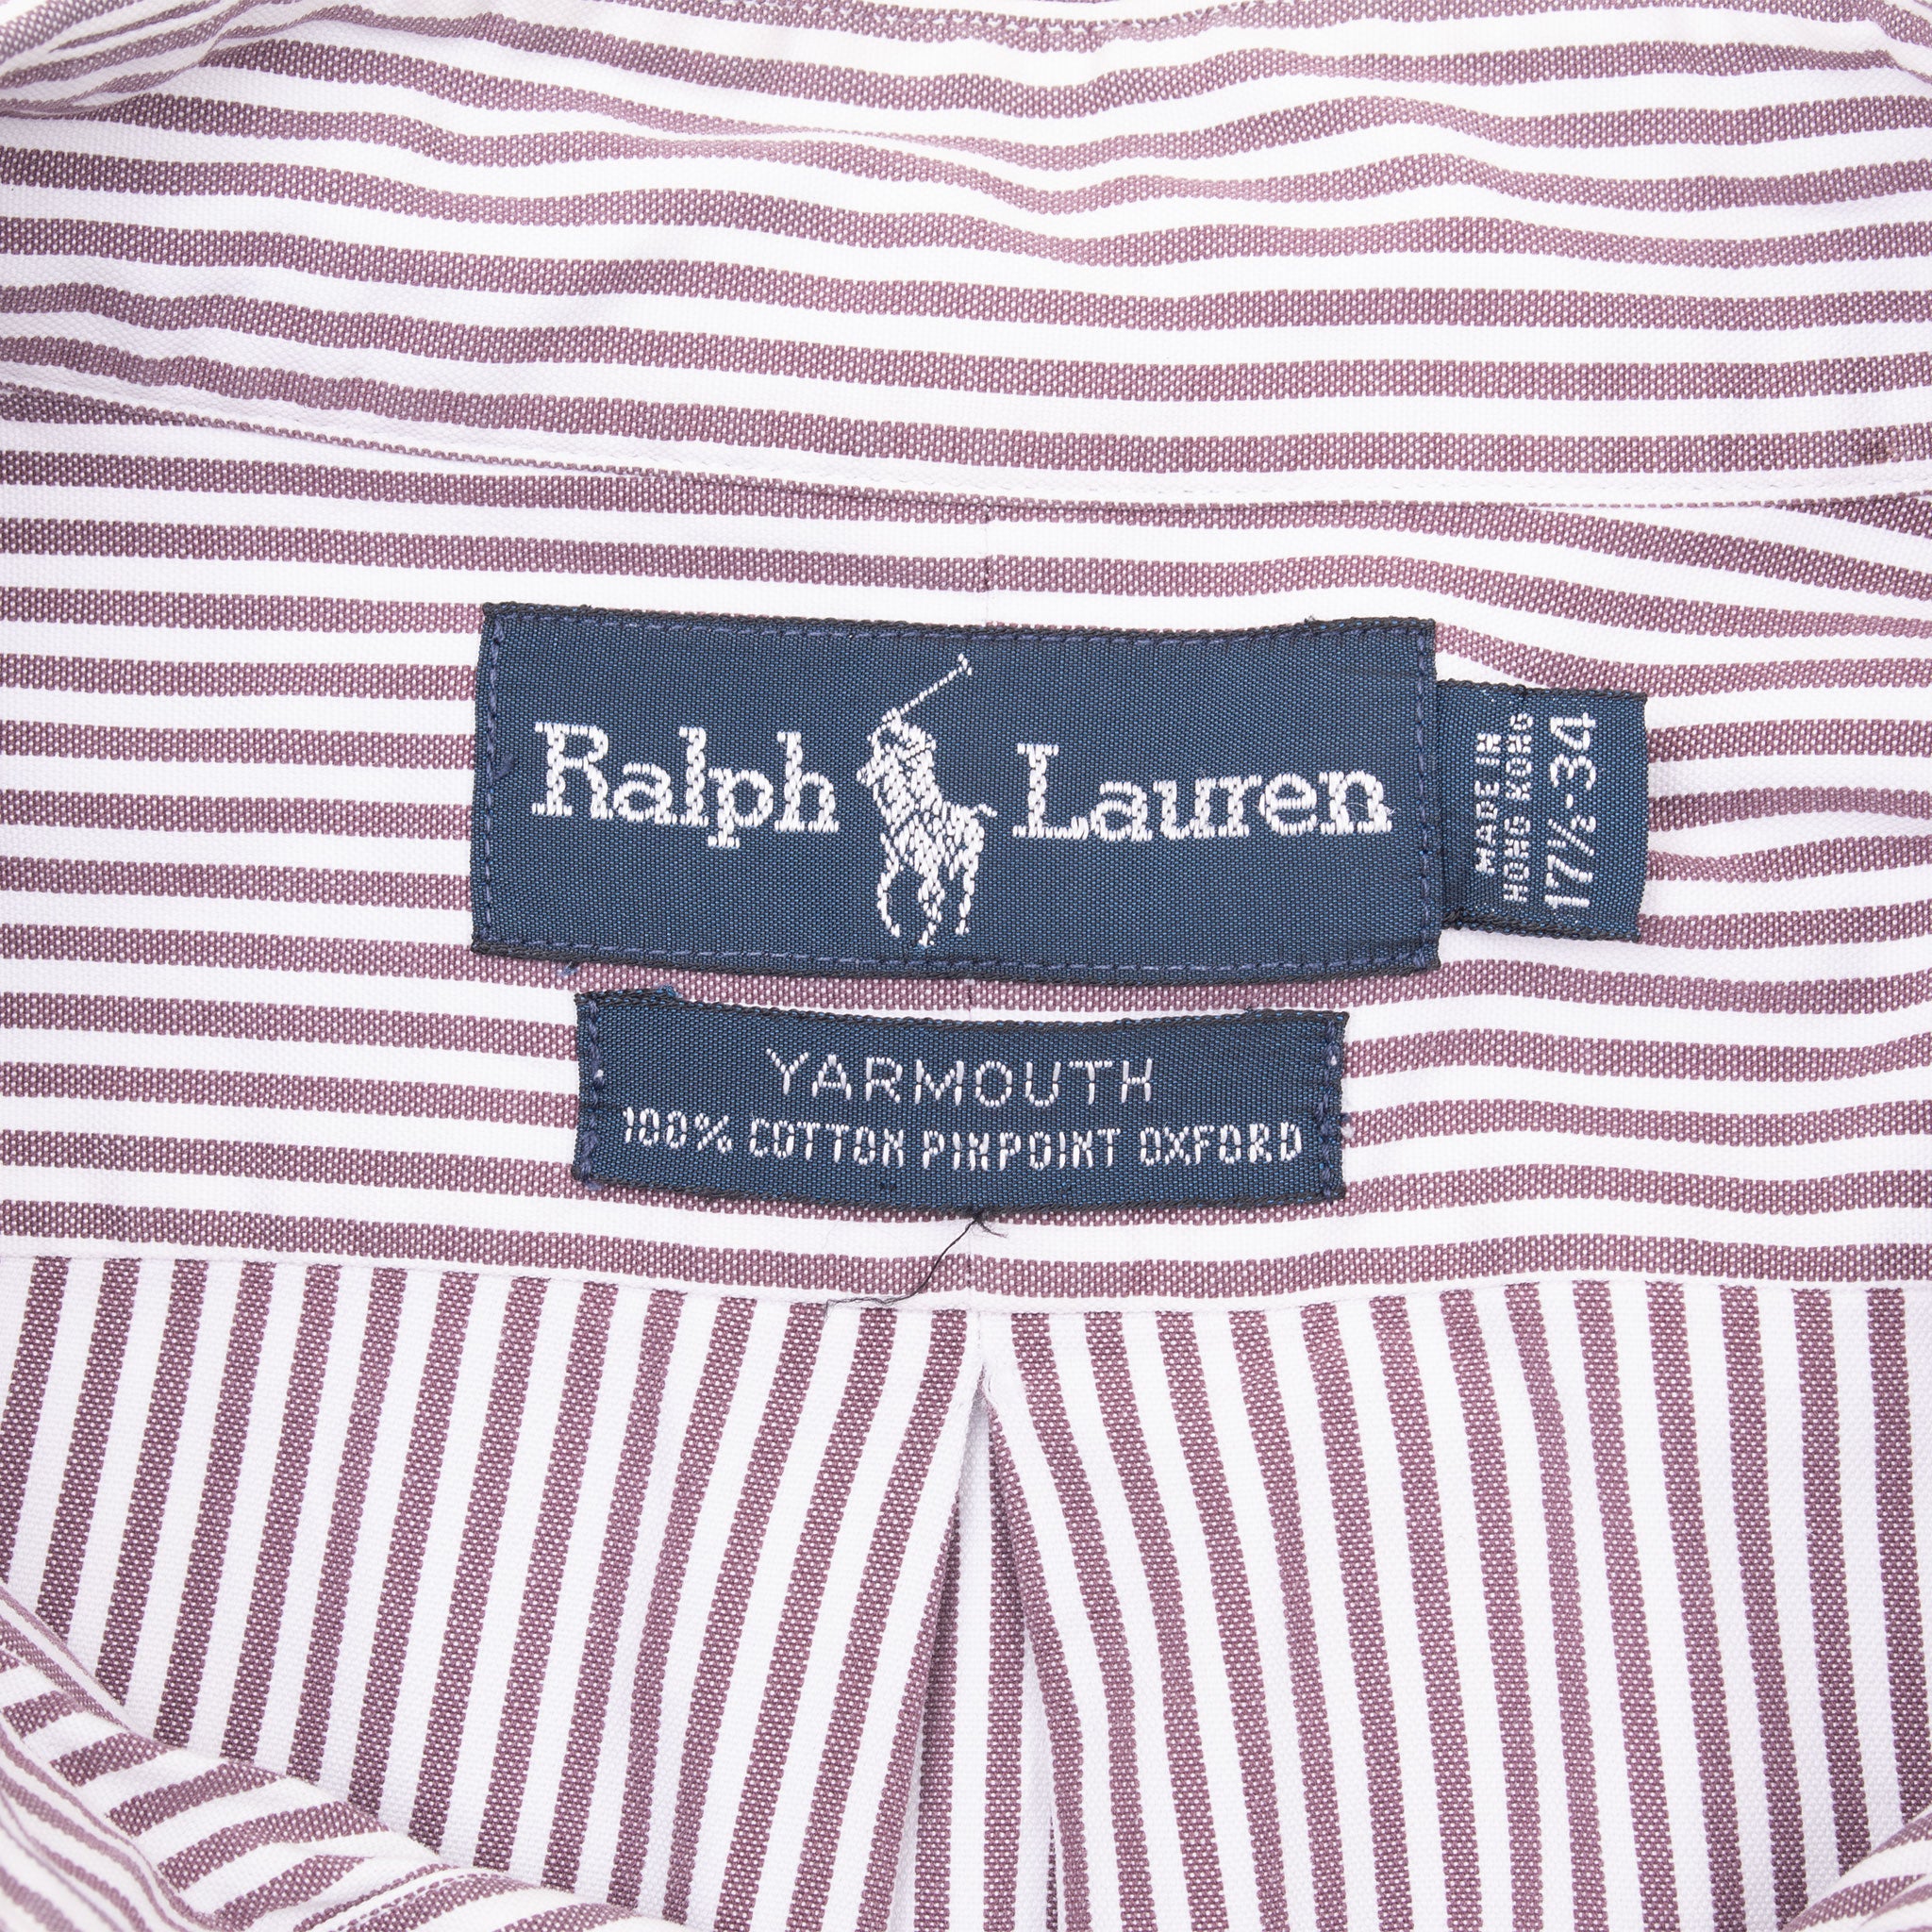 Ralph Lauren
MADE IN
HONG KONG
17½-34
YARMOUTH
100% COTTON PINPOINT OXFORD